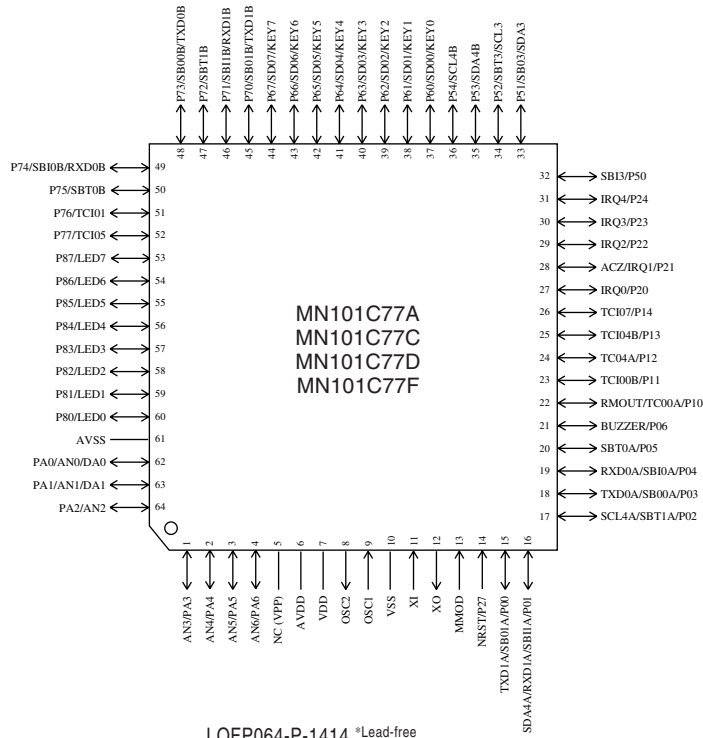 P73/SB00B/TXD0B
P72/SBT1B
P71/SBI1B/RXD1B
P70/SB01B/TXD1B
P67/SD07/KEY7
P66/SD06/KEY6
P65/SD05/KEY5
P64/SD04/KEY4
P63/SD03/KEY3
P62/SD02/KEY2
P61/SD01/KEY1
P60/SD00/KEY0
P54/SCL4B
P53/SDA4B
P52/SBT3/SCL3
P51/SB03/SDA3
48 47 46 45 44 43 42 41 40 39 38 37 36 35 34 33
P74/SBI0B/RXD0B 49
P75/SBT0B 50
P76/TCI01 51
P77/TCI05 52
P87/LED7 53
P86/LED6 54
P85/LED5 55
P84/LED4 56
P83/LED3 57
P82/LED2 58
P81/LED1 59
P80/LED0 60
AVSS 61
PA0/AN0/DA0 62
PA1/AN1/DA1 63
PA2/AN2 64
MN101C77A
MN101C77C
MN101C77D
MN101C77F
32 SBI3/P50
31 IRQ4/P24
30 IRQ3/P23
29 IRQ2/P22
28 ACZ/IRQ1/P21
27 IRQ0/P20
26 TCI07/P14
25 TCI04B/P13
24 TC04A/P12
23 TCI00B/P11
22 RMOUT/TC00A/P10
21 BUZZER/P06
20 SBT0A/P05
19 RXD0A/SBI0A/P04
18 TXD0A/SB00A/P03
17 SCL4A/SBT1A/P02
1 2 3 4 5 6 7 8 9 10 11 12 13 14 15 16
AN3/PA3
AN4/PA4
AN5/PA5
AN6/PA6
NC (VPP)
AVDD
VDD
OSC2
OSC1
VSS
XI
XO
MMOD
NRST/P27
TXD1A/SB01A/P00
SDA4A/RXD1A/SBI1A/P01
LQFP064-P-1414 *Lead-free